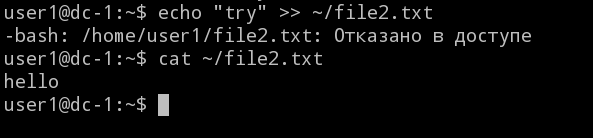 user1@dc-1:~$ echo "try" >> ~/file2.txt
-bash: /home/user1/file2.txt: Отказано в доступе
user1@dc-1:~$ cat ~/file2.txt
hello
user1@dc-1:~$